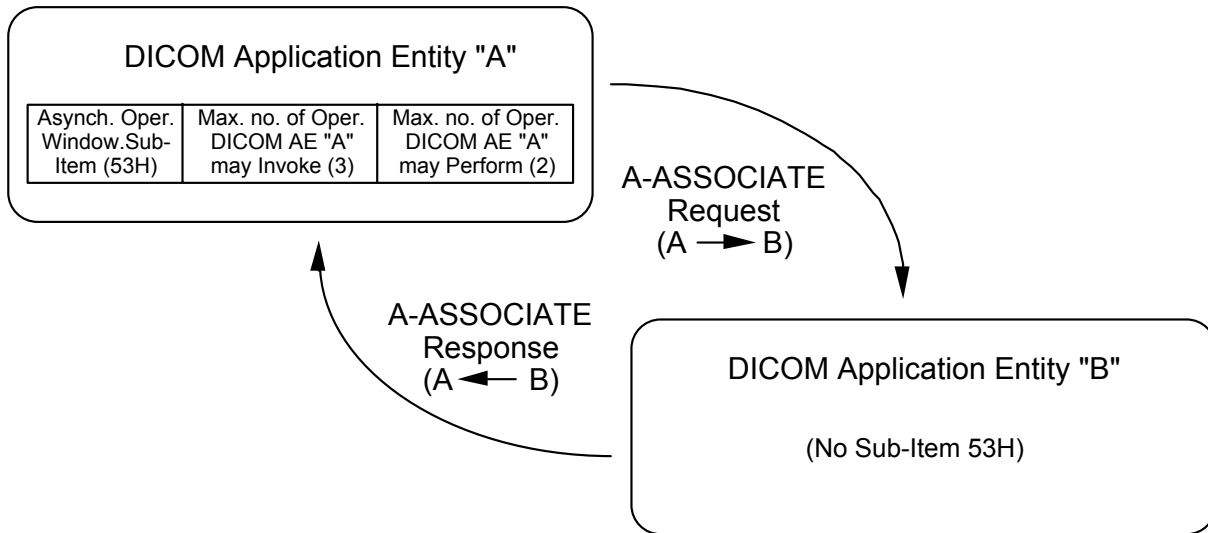 DICOM Application Entity "A"
Asynch. Oper.
Window.Sub-
Item (53H)
Max. no. of Oper.
DICOM AE "A"
may Invoke (3)
Max. no. of Oper.
DICOM AE "A"
may Perform (2)
A-ASSOCIATE
Request
(A → B)
A-ASSOCIATE
Response
(A ← B)
DICOM Application Entity "B"
(No Sub-Item 53H)